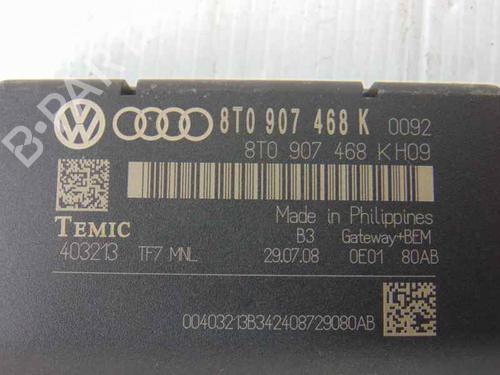 8T0 907 468 K 0092
8T0 907 468 KH09
TEMIC
Made in Philippines
B3 Gateway+BEM
403213 TF7 MNL 29.07.08 0E01 80AB
00403213B342408729080AB
B-PARTS